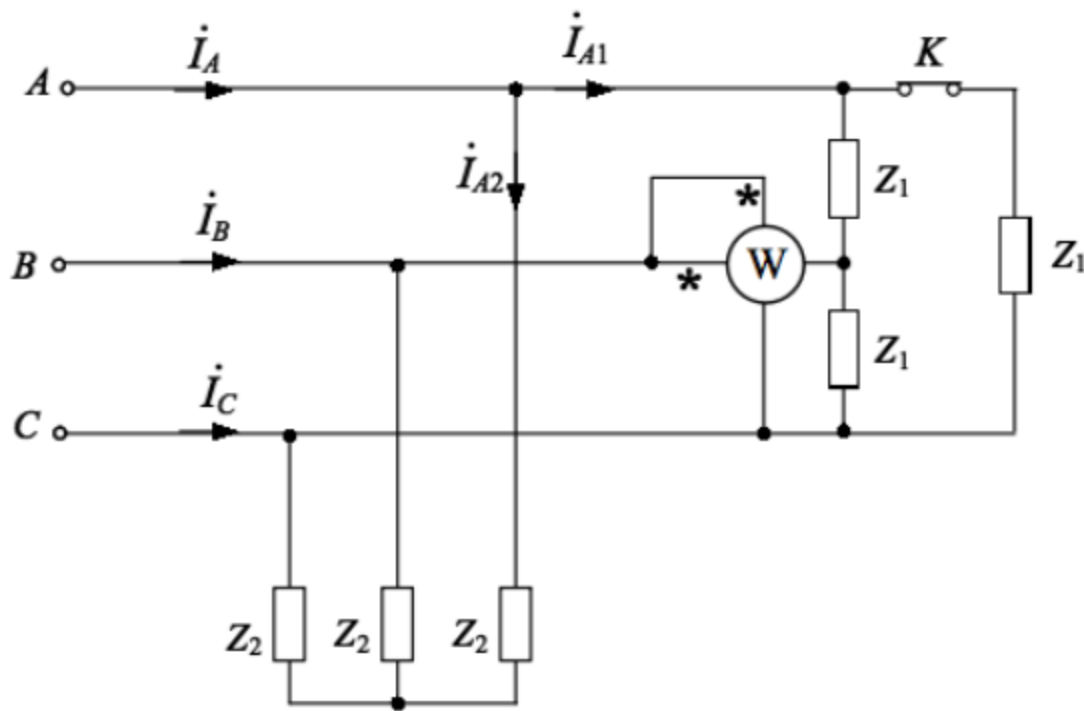 A İ_A İ_A1 K
İ_A2 Z₁
B İ_B * * W Z₁
Z₁
C İ_C
Z₂ Z₂ Z₂